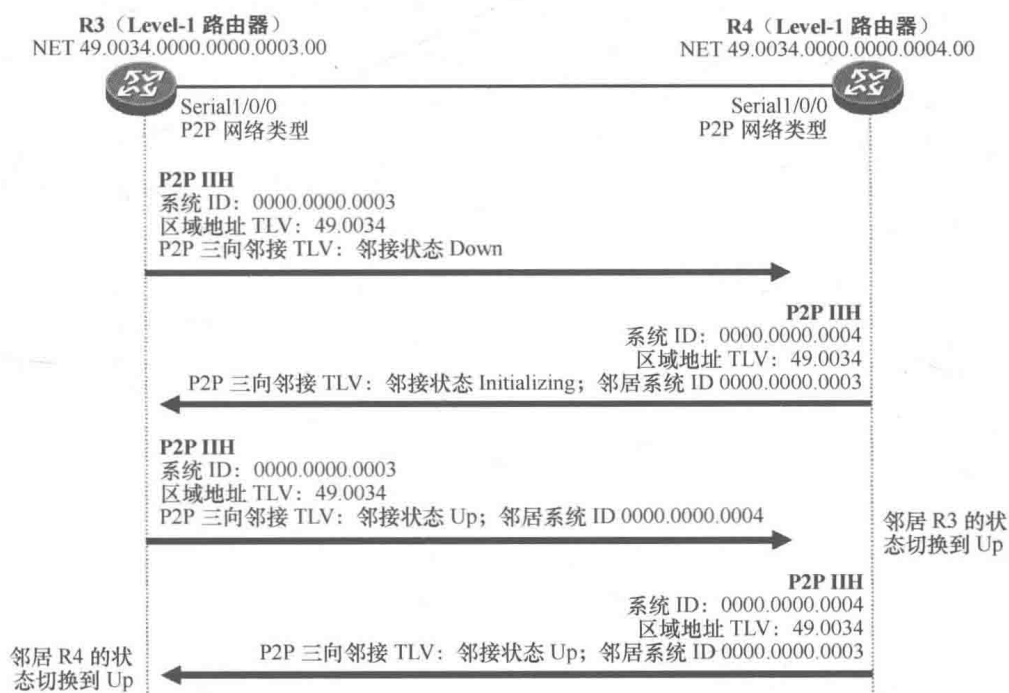 R3（Level-1 路由器）
NET 49.0034.0000.0000.0003.00
R4（Level-1 路由器）
NET 49.0034.0000.0000.0004.00
Serial1/0/0
P2P 网络类型
Serial1/0/0
P2P 网络类型
P2P IIH
系统 ID：0000.0000.0003
区域地址 TLV：49.0034
P2P 三向邻接 TLV：邻接状态 Down
P2P IIH
系统 ID：0000.0000.0004
区域地址 TLV：49.0034
P2P 三向邻接 TLV：邻接状态 Initializing；邻居系统 ID 0000.0000.0003
P2P IIH
系统 ID：0000.0000.0003
区域地址 TLV：49.0034
P2P 三向邻接 TLV：邻接状态 Up；邻居系统 ID 0000.0000.0004
邻居 R3 的状
态切换到 Up
P2P IIH
系统 ID：0000.0000.0004
区域地址 TLV：49.0034
P2P 三向邻接 TLV：邻接状态 Up；邻居系统 ID 0000.0000.0003
邻居 R4 的状
态切换到 Up